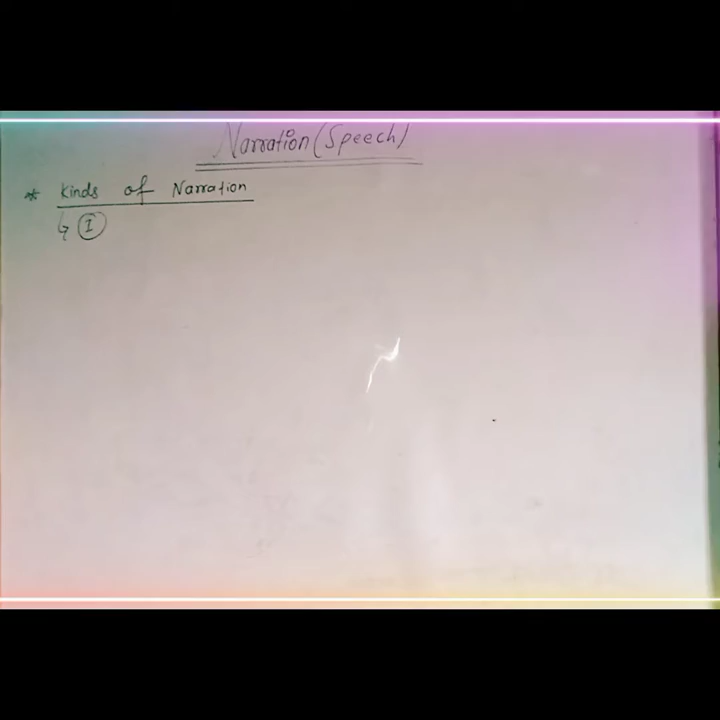 Narration (Speech)
* Kinds of Narration
↳ I